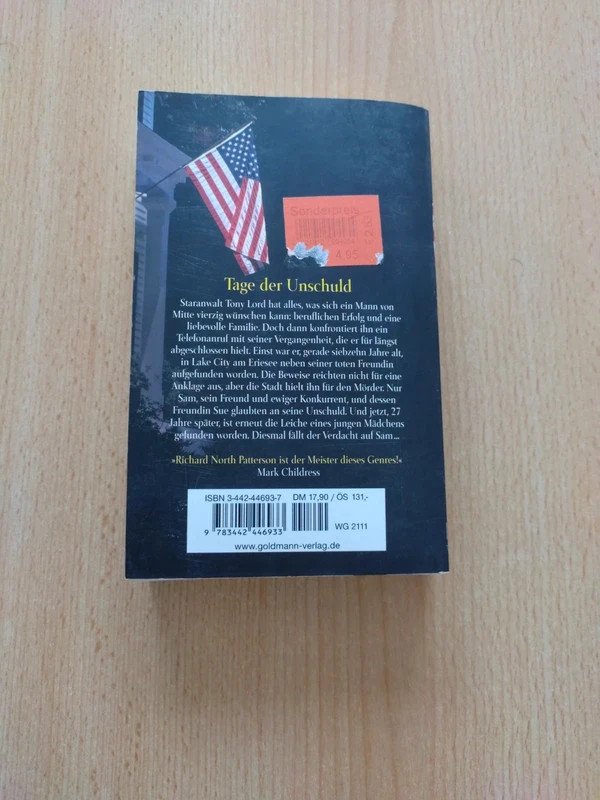 Sonderpreis
4,95
Tage der Unschuld
Staranwalt Tony Lord hat alles, was sich ein Mann von
Mitte vierzig wünschen kann: beruflichen Erfolg und eine
liebevolle Familie. Doch dann konfrontiert ihn ein
Telefonanruf mit seiner Vergangenheit, die er für längst
abgeschlossen hielt. Einst war er, gerade siebzehn Jahre alt,
in Lake City am Eriesee neben seiner toten Freundin
aufgefunden worden. Die Beweise reichten nicht für eine
Anklage aus, aber die Stadt hielt ihn für den Mörder. Nur
Sam, sein Freund und ewiger Konkurrent, und dessen
Freundin Sue glaubten an seine Unschuld. Und jetzt, 27
Jahre später, ist erneut die Leiche eines jungen Mädchens
gefunden worden. Diesmal fällt der Verdacht auf Sam...
»Richard North Patterson ist der Meister dieses Genres!«
Mark Childress
ISBN 3-442-44693-7 DM 17,90 / ÖS 131,-
9 783442 446933
WG 2111
www.goldmann-verlag.de